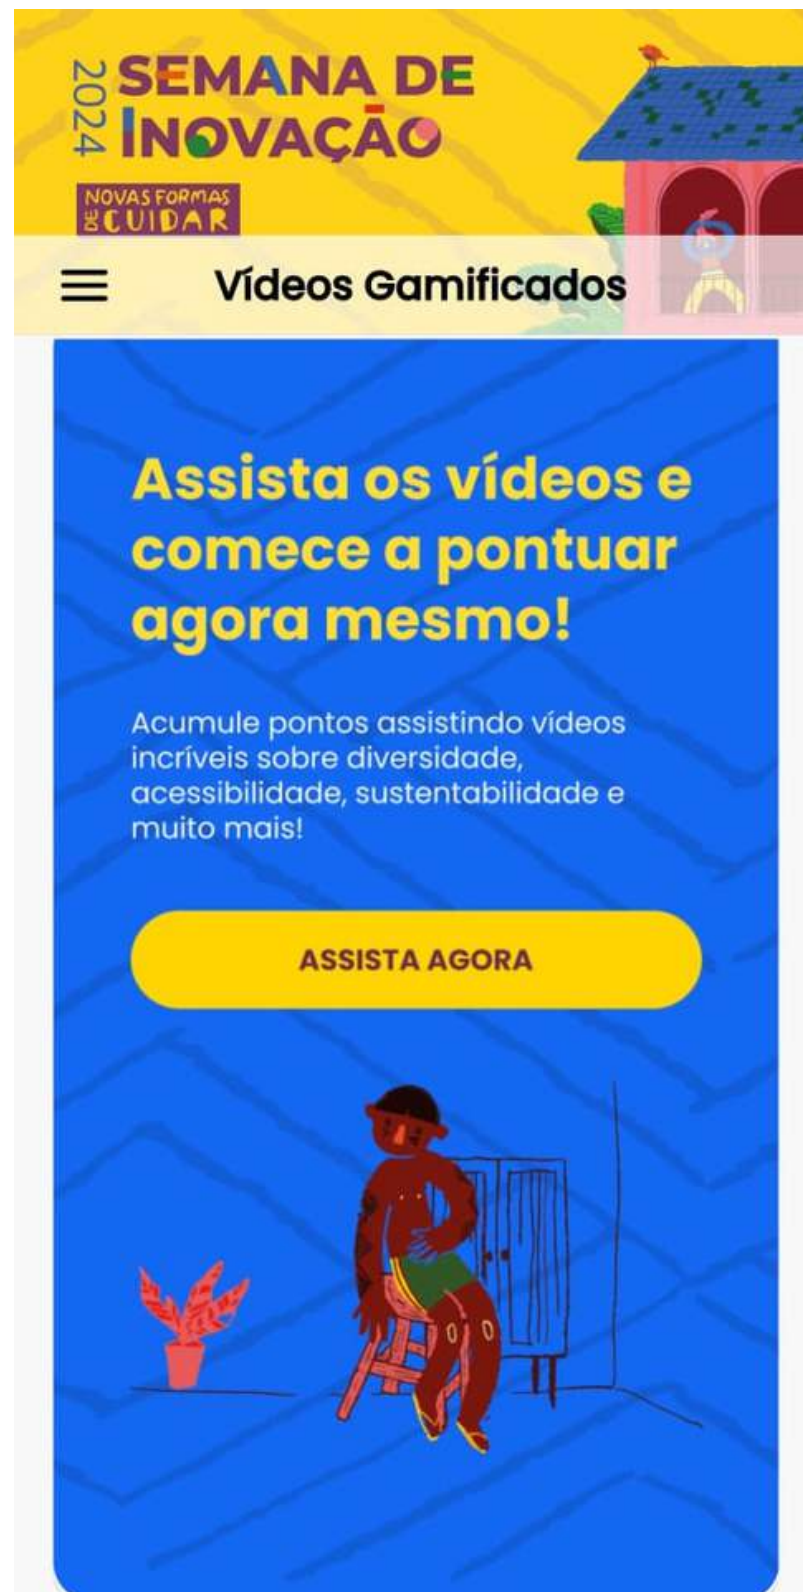 2024
SEMANA DE
INOVAÇÃO
NOVAS FORMAS
DE CUIDAR
Vídeos Gamificados
Assista os vídeos e
comece a pontuar
agora mesmo!
Acumule pontos assistindo vídeos
incríveis sobre diversidade,
acessibilidade, sustentabilidade e
muito mais!
ASSISTA AGORA